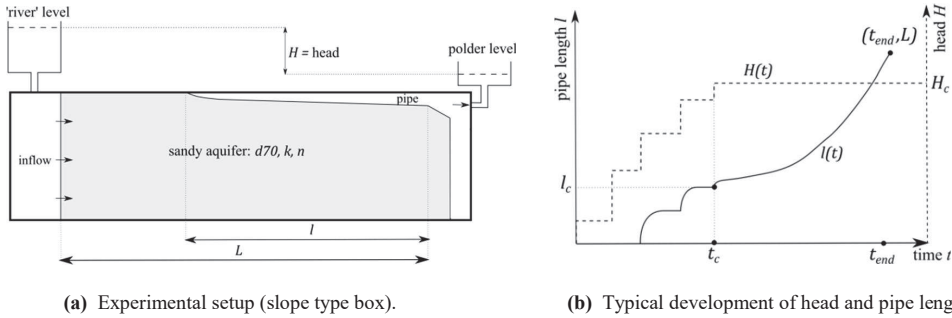 'river' level
H = head
polder level
pipe
inflow
sandy aquifer: d70, k, n
l
L
(a) Experimental setup (slope type box).
pipe length l
head H
(t_end, L)
H(t)
H_c
l(t)
l_c
t_c
t_end
time t
(b) Typical development of head and pipe leng